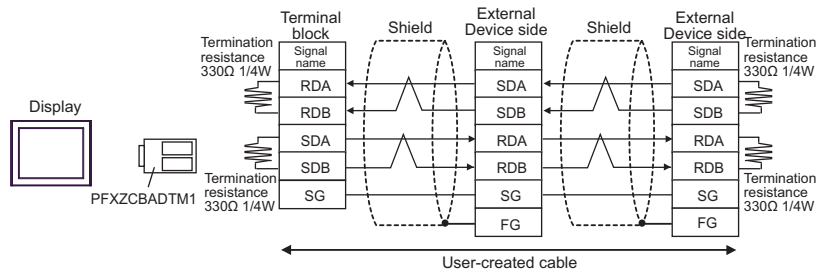 Terminal
block
External
Device side
External
Device side
Shield
Shield
Termination
resistance
330Ω 1/4W
Termination
resistance
330Ω 1/4W
Signal
name
Signal
name
Signal
name
RDA
SDA
SDA
RDB
SDB
SDB
SDA
RDA
RDA
SDB
RDB
RDB
SG
SG
SG
FG
FG
Display
PFXZCBADTM1
Termination
resistance
330Ω 1/4W
Termination
resistance
330Ω 1/4W
User-created cable